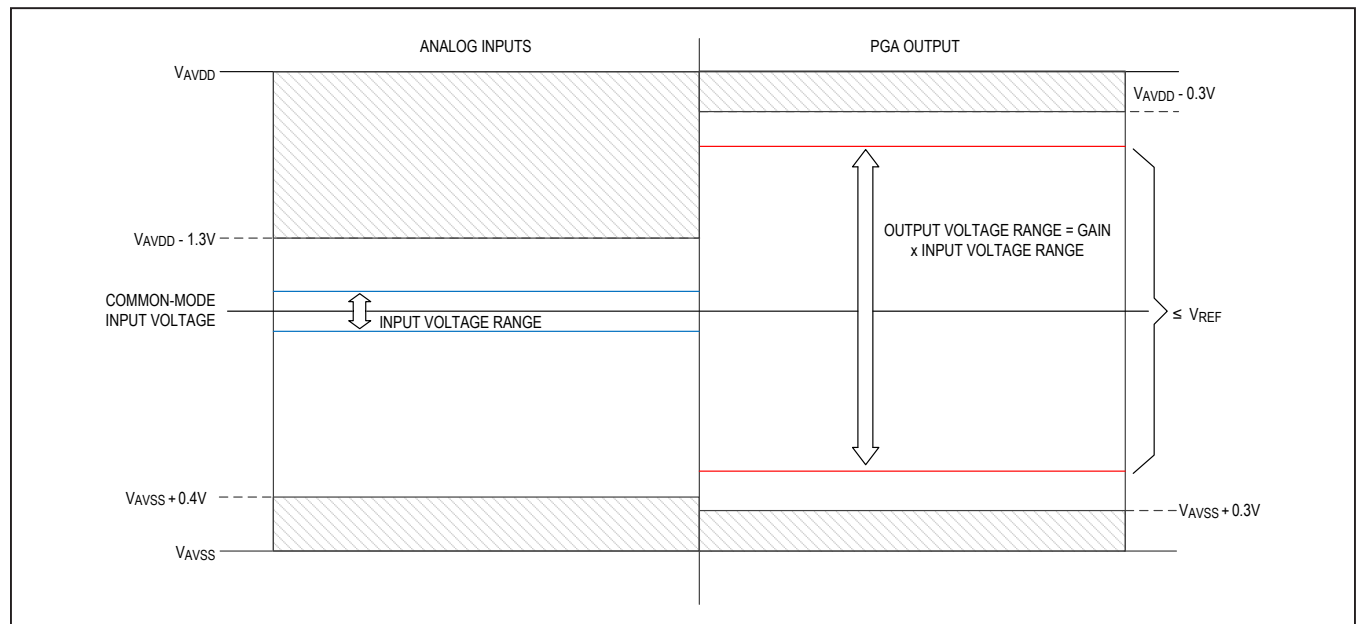 ANALOG INPUTS
PGA OUTPUT
VAVDD
VAVDD - 0.3V
VAVDD - 1.3V
OUTPUT VOLTAGE RANGE = GAIN
x INPUT VOLTAGE RANGE
COMMON-MODE
INPUT VOLTAGE
INPUT VOLTAGE RANGE
≤ VREF
VAVSS + 0.4V
VAVSS + 0.3V
VAVSS